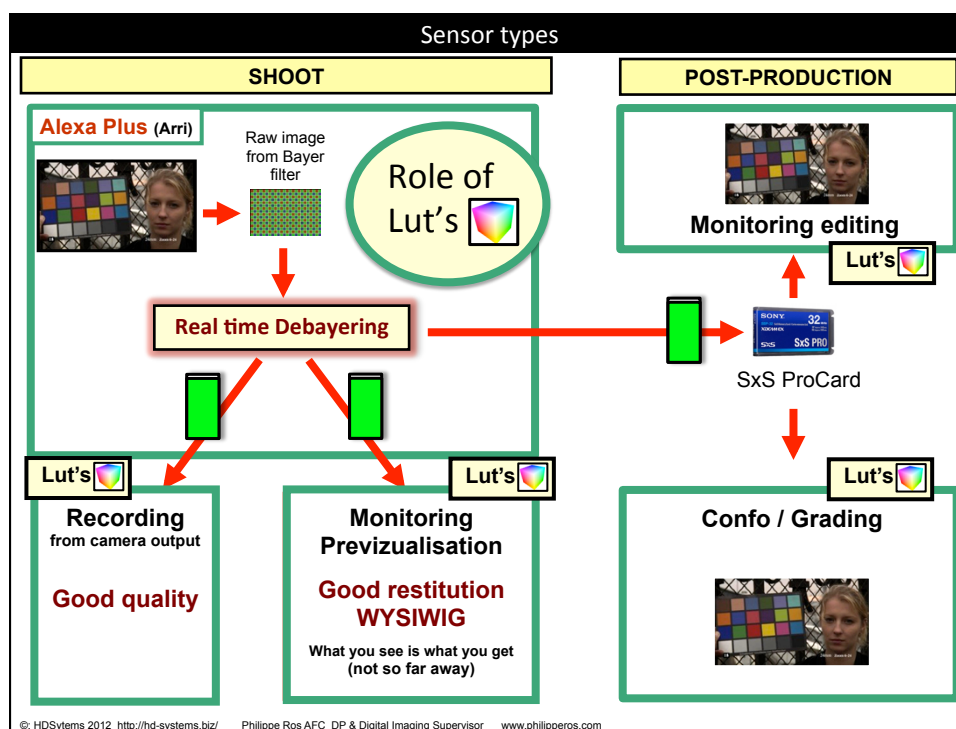 Sensor types
SHOOT
POST-PRODUCTION
Alexa Plus (Arri)
Raw image
from Bayer
filter
Role of
Lut's
Real time Debayering
Monitoring editing
Lut's
SONY
32
SxS
SxS PRO
SxS ProCard
Lut's
Recording
from camera output
Good quality
Lut's
Monitoring
Previzualisation
Good restitution
WYSIWIG
What you see is what you get
(not so far away)
Lut's
Confo / Grading
©: HDSytems 2012 http://hd-systems.biz/ Philippe Ros AFC DP & Digital Imaging Supervisor www.philipperos.com